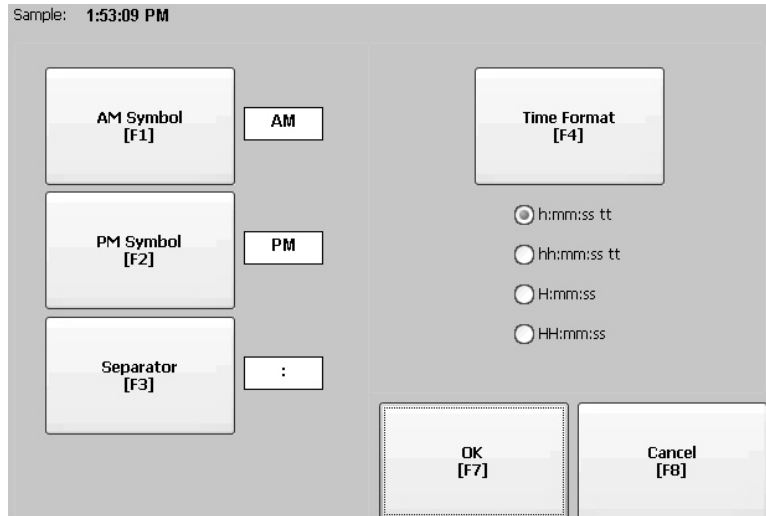 Sample: 1:53:09 PM
AM Symbol
[F1]
AM
PM Symbol
[F2]
PM
Separator
[F3]
:
Time Format
[F4]
h:mm:ss tt
hh:mm:ss tt
H:mm:ss
HH:mm:ss
OK
[F7]
Cancel
[F8]